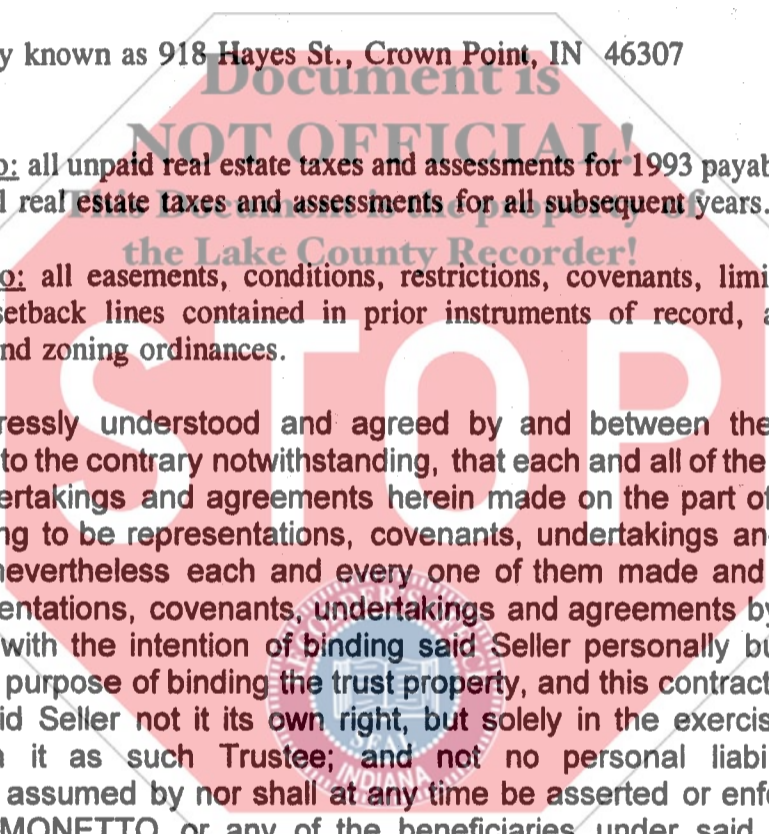 y known as 918 Hayes St., Crown Point, IN 46307
Document is
NOT OFFICIAL!
o: all unpaid real estate taxes and assessments for 1993 payab
l real estate taxes and assessments for all subsequent years.
This Document is the property of
the Lake County Recorder!
o: all easements, conditions, restrictions, covenants, limi
setback lines contained in prior instruments of record, a
nd zoning ordinances.
STOP
ressly understood and agreed by and between the
to the contrary notwithstanding, that each and all of the
ertakings and agreements herein made on the part of
ng to be representations, covenants, undertakings an
nevertheless each and every one of them made and
entations, covenants, undertakings and agreements by
with the intention of binding said Seller personally bu
purpose of binding the trust property, and this contract
id Seller not it its own right, but solely in the exercis
n it as such Trustee; and not no personal liabi
assumed by nor shall at any time be asserted or enfo
MONETTO or any of the beneficiaries under said
SEAL
INDIANA